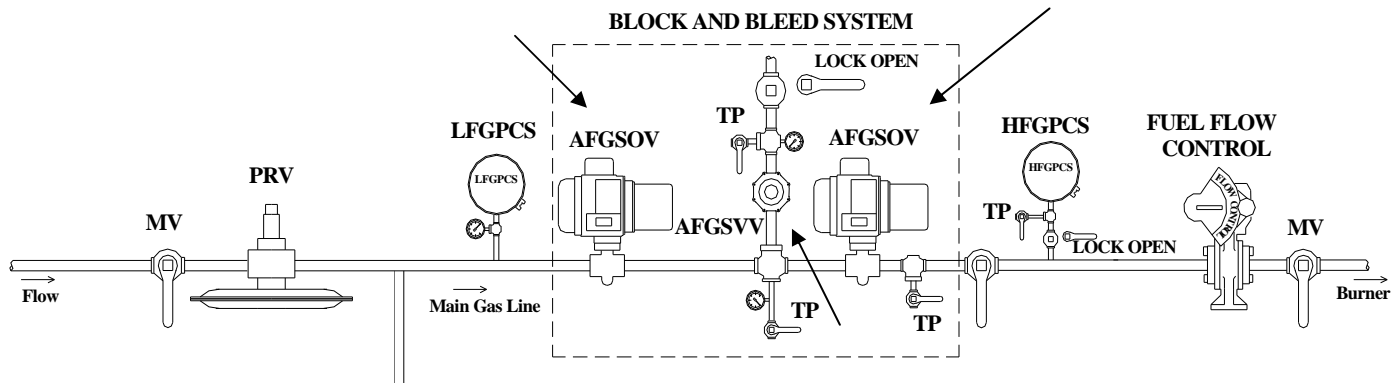 BLOCK AND BLEED SYSTEM
LOCK OPEN
TP
LFGPCS
AFGSOV
AFGSOV
HFGPCS
FUEL FLOW
CONTROL
LFGPCS
HFGPCS
FLOW CONTROL
PRV
MV
AFGSVV
TP
LOCK OPEN
MV
Flow
Main Gas Line
TP
TP
Burner